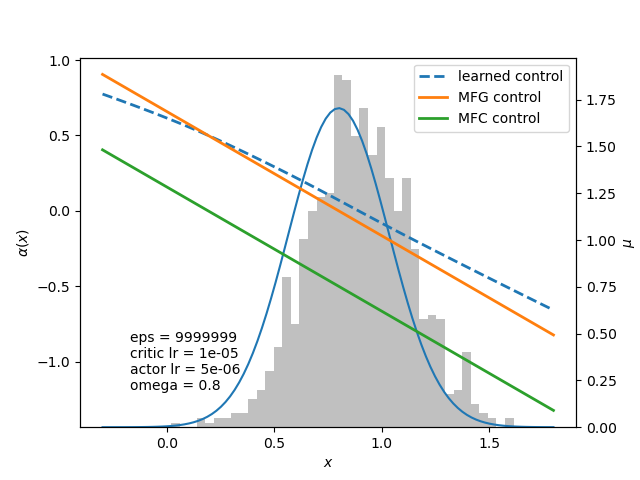 learned control
MFG control
MFC control
eps = 9999999
critic lr = 1e-05
actor lr = 5e-06
omega = 0.8
α(x)
1.0
0.5
0.0
−0.5
−1.0
0.0
0.5
1.0
1.5
x
1.75
1.50
1.25
1.00
0.75
0.50
0.25
0.00
μ